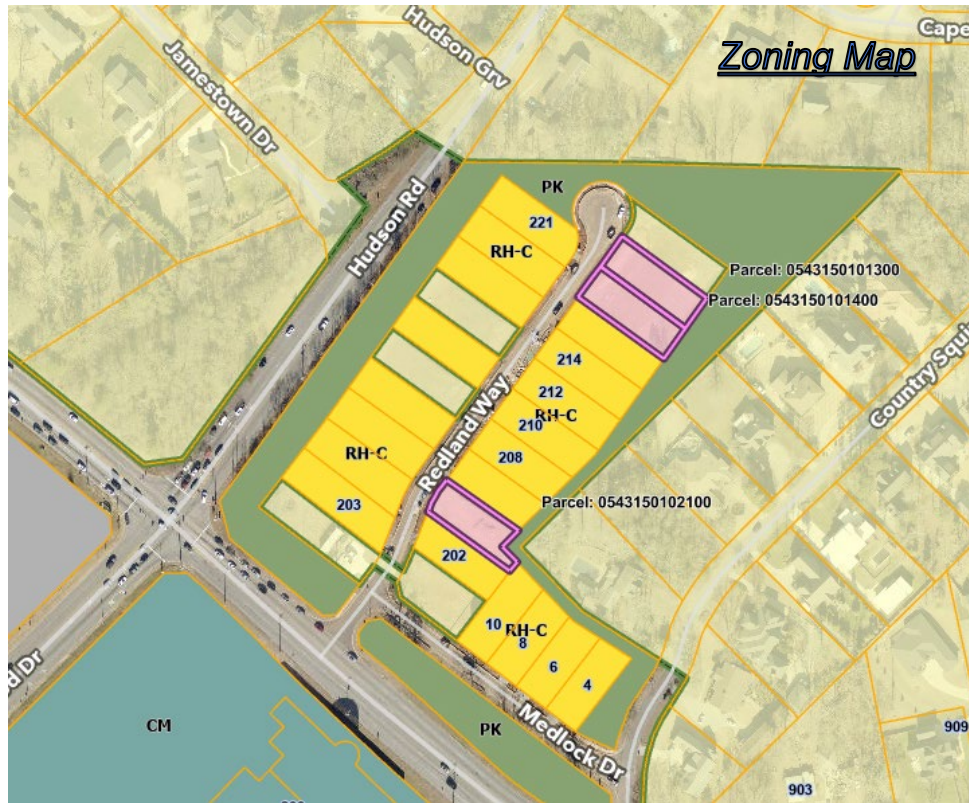 Hudson Grv
Cape
Zoning Map
Jamestown Dr
Hudson Rd
PK
221
RH-C
Parcel: 0543150101300
Parcel: 0543150101400
214
212
RH-C
210
Country Squi
Redland Way
208
RH-C
203
Parcel: 0543150102100
202
10
RH-C
8
6
4
d Dr
CM
PK
Medlock Dr
909
903